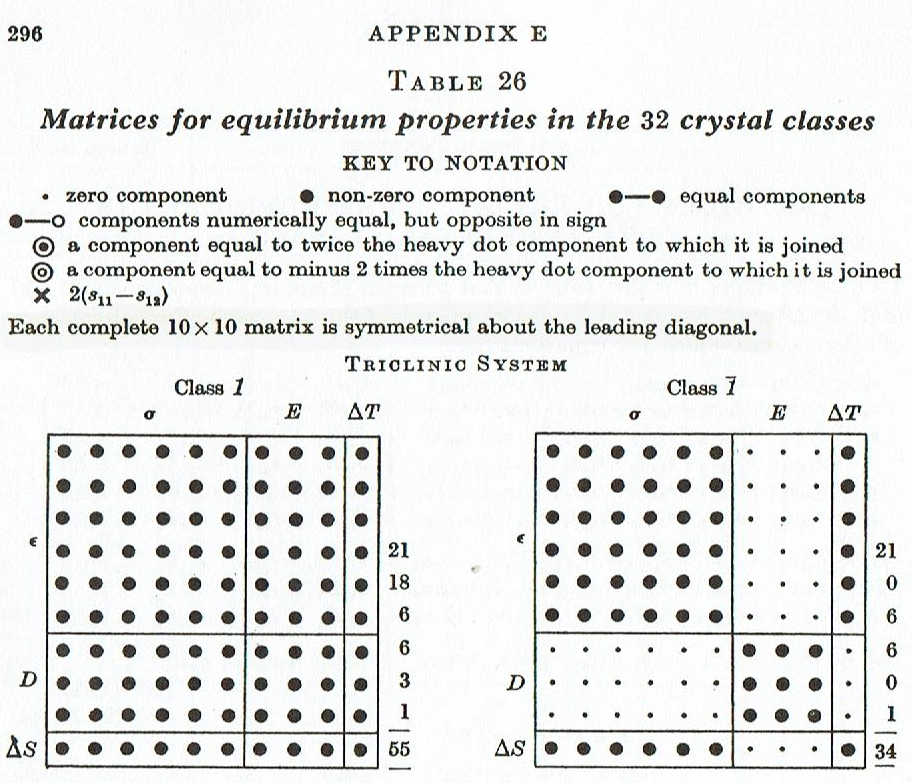 296 APPENDIX E
TABLE 26
Matrices for equilibrium properties in the 32 crystal classes
KEY TO NOTATION
· zero component ● non-zero component ●—● equal components
●—○ components numerically equal, but opposite in sign
⦿ a component equal to twice the heavy dot component to which it is joined
◎ a component equal to minus 2 times the heavy dot component to which it is joined
× 2(s₁₁−s₁₂)
Each complete 10×10 matrix is symmetrical about the leading diagonal.
TRICLINIC SYSTEM
Class 1
σ E ΔT
ϵ
21
18
6
6
D 3
1
ΔS 55
Class 1̄
σ E ΔT
ϵ
21
0
6
6
D 0
1
ΔS 34